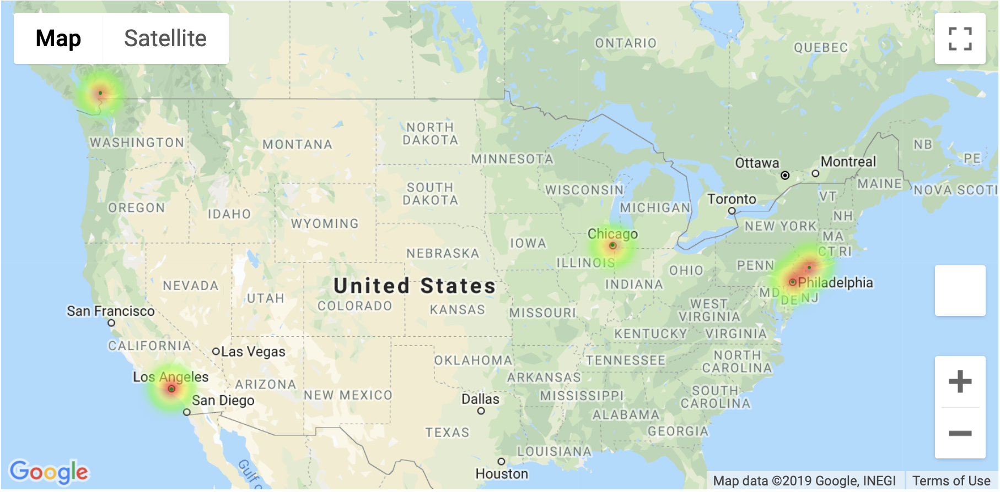 Map
Satellite
ONTARIO
QUEBEC
WASHINGTON
MONTANA
NORTH
DAKOTA
MINNESOTA
NB
PE
Ottawa
Montreal
MAINE
NOVA SCOTI
SOUTH
DAKOTA
WISCONSIN
MICHIGAN
Toronto
VT
NH
OREGON
IDAHO
WYOMING
NEW YORK
MA
CT RI
Chicago
IOWA
NEBRASKA
ILLINOIS
OHIO
PENN
NEVADA
United States
INDIANA
Philadelphia
MD
DE
NJ
UTAH
COLORADO
KANSAS
MISSOURI
WEST
VIRGINIA
San Francisco
KENTUCKY
VIRGINIA
CALIFORNIA
Las Vegas
OKLAHOMA
TENNESSEE
NORTH
CAROLINA
Los Angeles
ARIZONA
NEW MEXICO
ARKANSAS
San Diego
Dallas
MISSISSIPPI
SOUTH
CAROLINA
ALABAMA
TEXAS
GEORGIA
LOUISIANA
Houston
Gulf
Google
Map data ©2019 Google, INEGI
Terms of Use